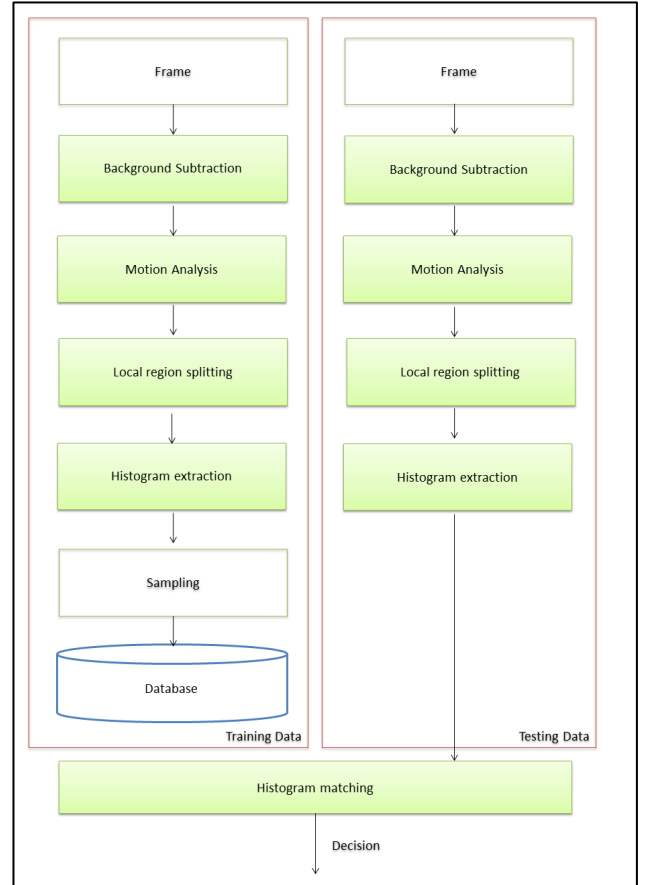 Frame
Background Subtraction
Motion Analysis
Local region splitting
Histogram extraction
Sampling
Database
Training Data
Frame
Background Subtraction
Motion Analysis
Local region splitting
Histogram extraction
Testing Data
Histogram matching
Decision